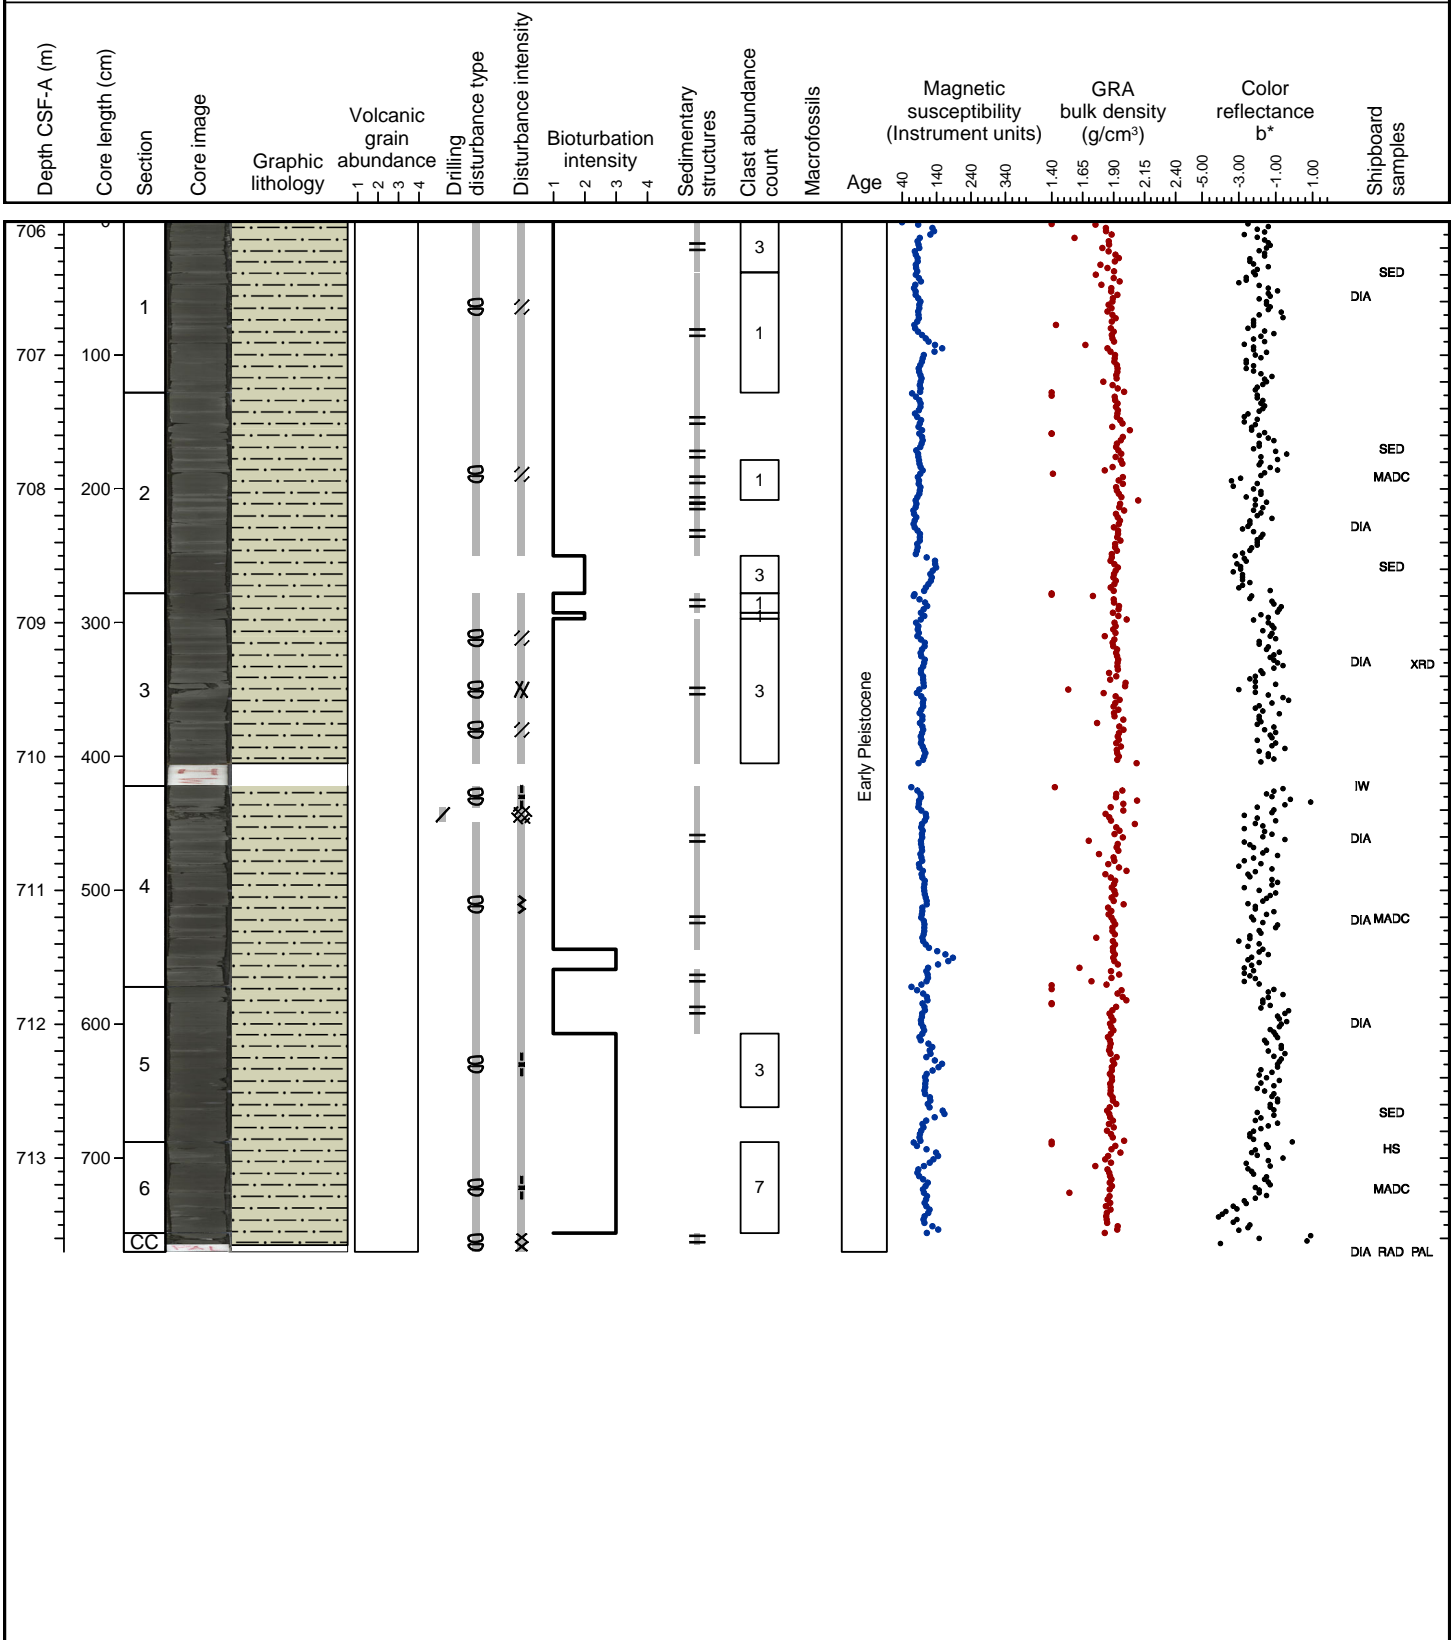 Depth CSF-A (m)
Core length (cm)
Section
Core image
Graphic
lithology
Volcanic
grain
abundance
1 2 3 4
Drilling
disturbance type
Disturbance intensity
Bioturbation
intensity
1 2 3 4
Sedimentary
structures
Clast abundance
count
Macrofossils
Age
Magnetic
susceptibility
(Instrument units)
40 140 240 340
GRA
bulk density
(g/cm³)
1.40 1.65 1.90 2.15 2.40
Color
reflectance
b*
-5.00 -3.00 -1.00 1.00
Shipboard
samples
706
707
708
709
710
711
712
713
0
100
200
300
400
500
600
700
1
2
3
4
5
6
CC
3
1
1
3
1
1
3
3
7
Early Pleistocene
SED
DIA
SED
MADC
DIA
SED
DIA XRD
IW
DIA
DIA MADC
DIA
SED
HS
MADC
DIA RAD PAL